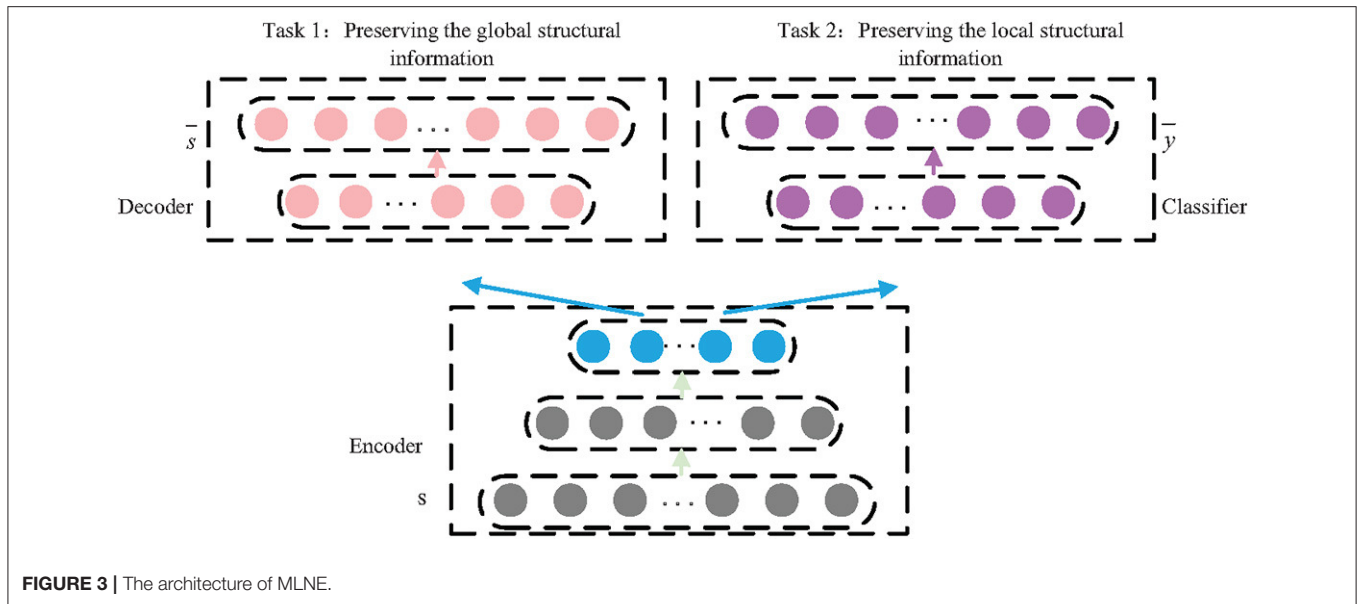 Task 1：Preserving the global structural
information
Task 2：Preserving the local structural
information
s̅
...
y̅
...
Decoder
...
Classifier
...
...
Encoder
...
s
...
FIGURE 3 | The architecture of MLNE.